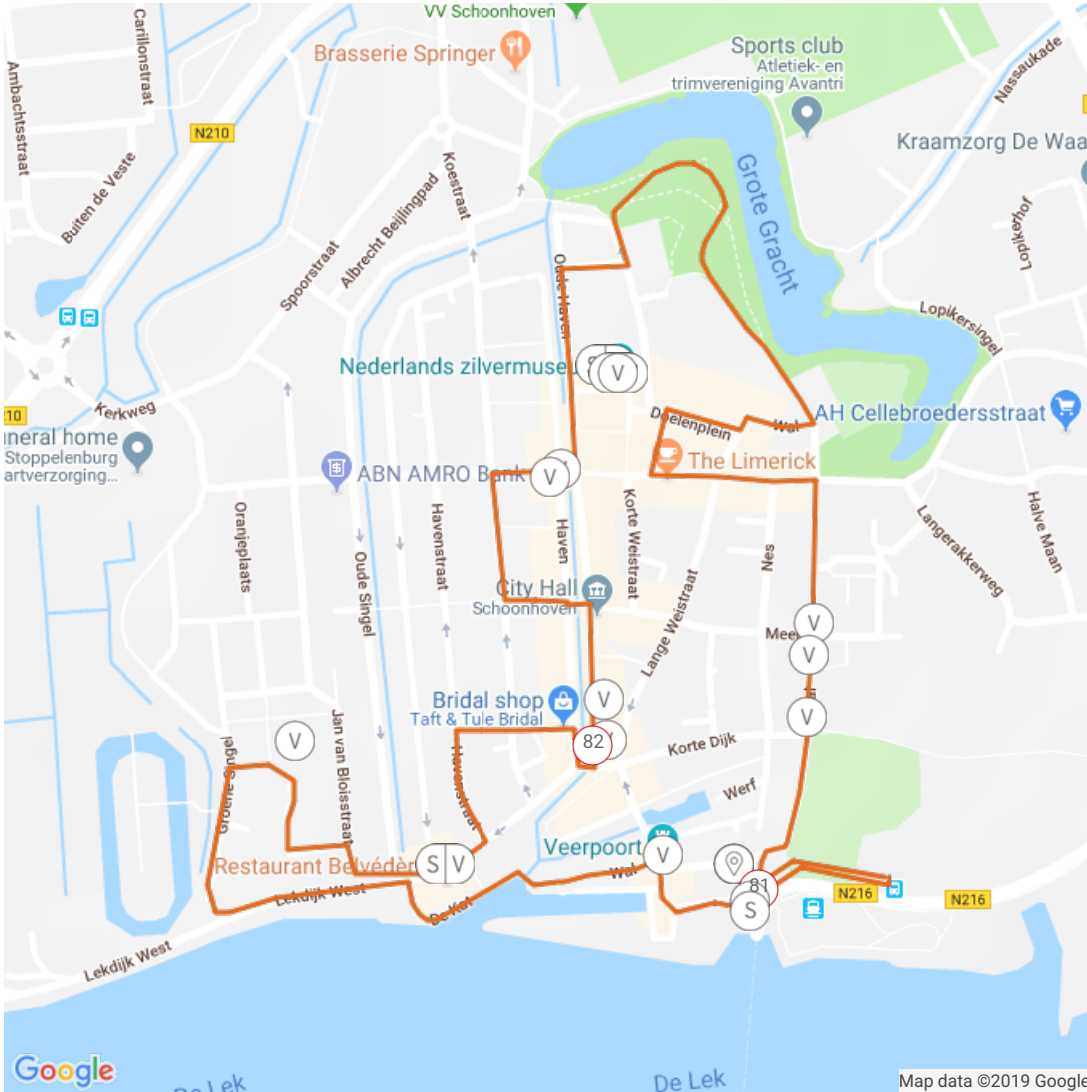 VV Schoonhoven
Carillonstraat
Brasserie Springer
Sports club
Atletiek- en
trimvereniging Avantri
Nassaukade
Ambachtsstraat
N210
Kraamzorg De Waa
Koestraat
Buiten de Veste
Albrecht Beijlingpad
Grote Gracht
Lopikerhof
Spoorstraat
Oude Haven
Lopikersingel
Nederlands zilvermuseu
S
V
Kerkweg
10
Doelenplein
Wal
AH Cellebroedersstraat
uneral home
Stoppelenburg
artverzorging...
ABN AMRO Bank
V
The Limerick
Oranjeplaats
Havenstraat
Haven
Korte Weistraat
Nes
Langerakkerweg
Halve Maan
Oude Singel
City Hall
Schoonhoven
Lange Weistraat
V
V
V
Bridal shop
Taft & Tule Bridal
V
82
V
Korte Dijk
Groene Singel
Jan van Bloisstraat
Havenstraat
Werf
Veerpoort
V
Restaurant Belvédèr
S
V
Wal
81
S
N216
N216
Lekdijk West
De Kat
Lekdijk West
Google
De Lek
De Lek
Map data ©2019 Google